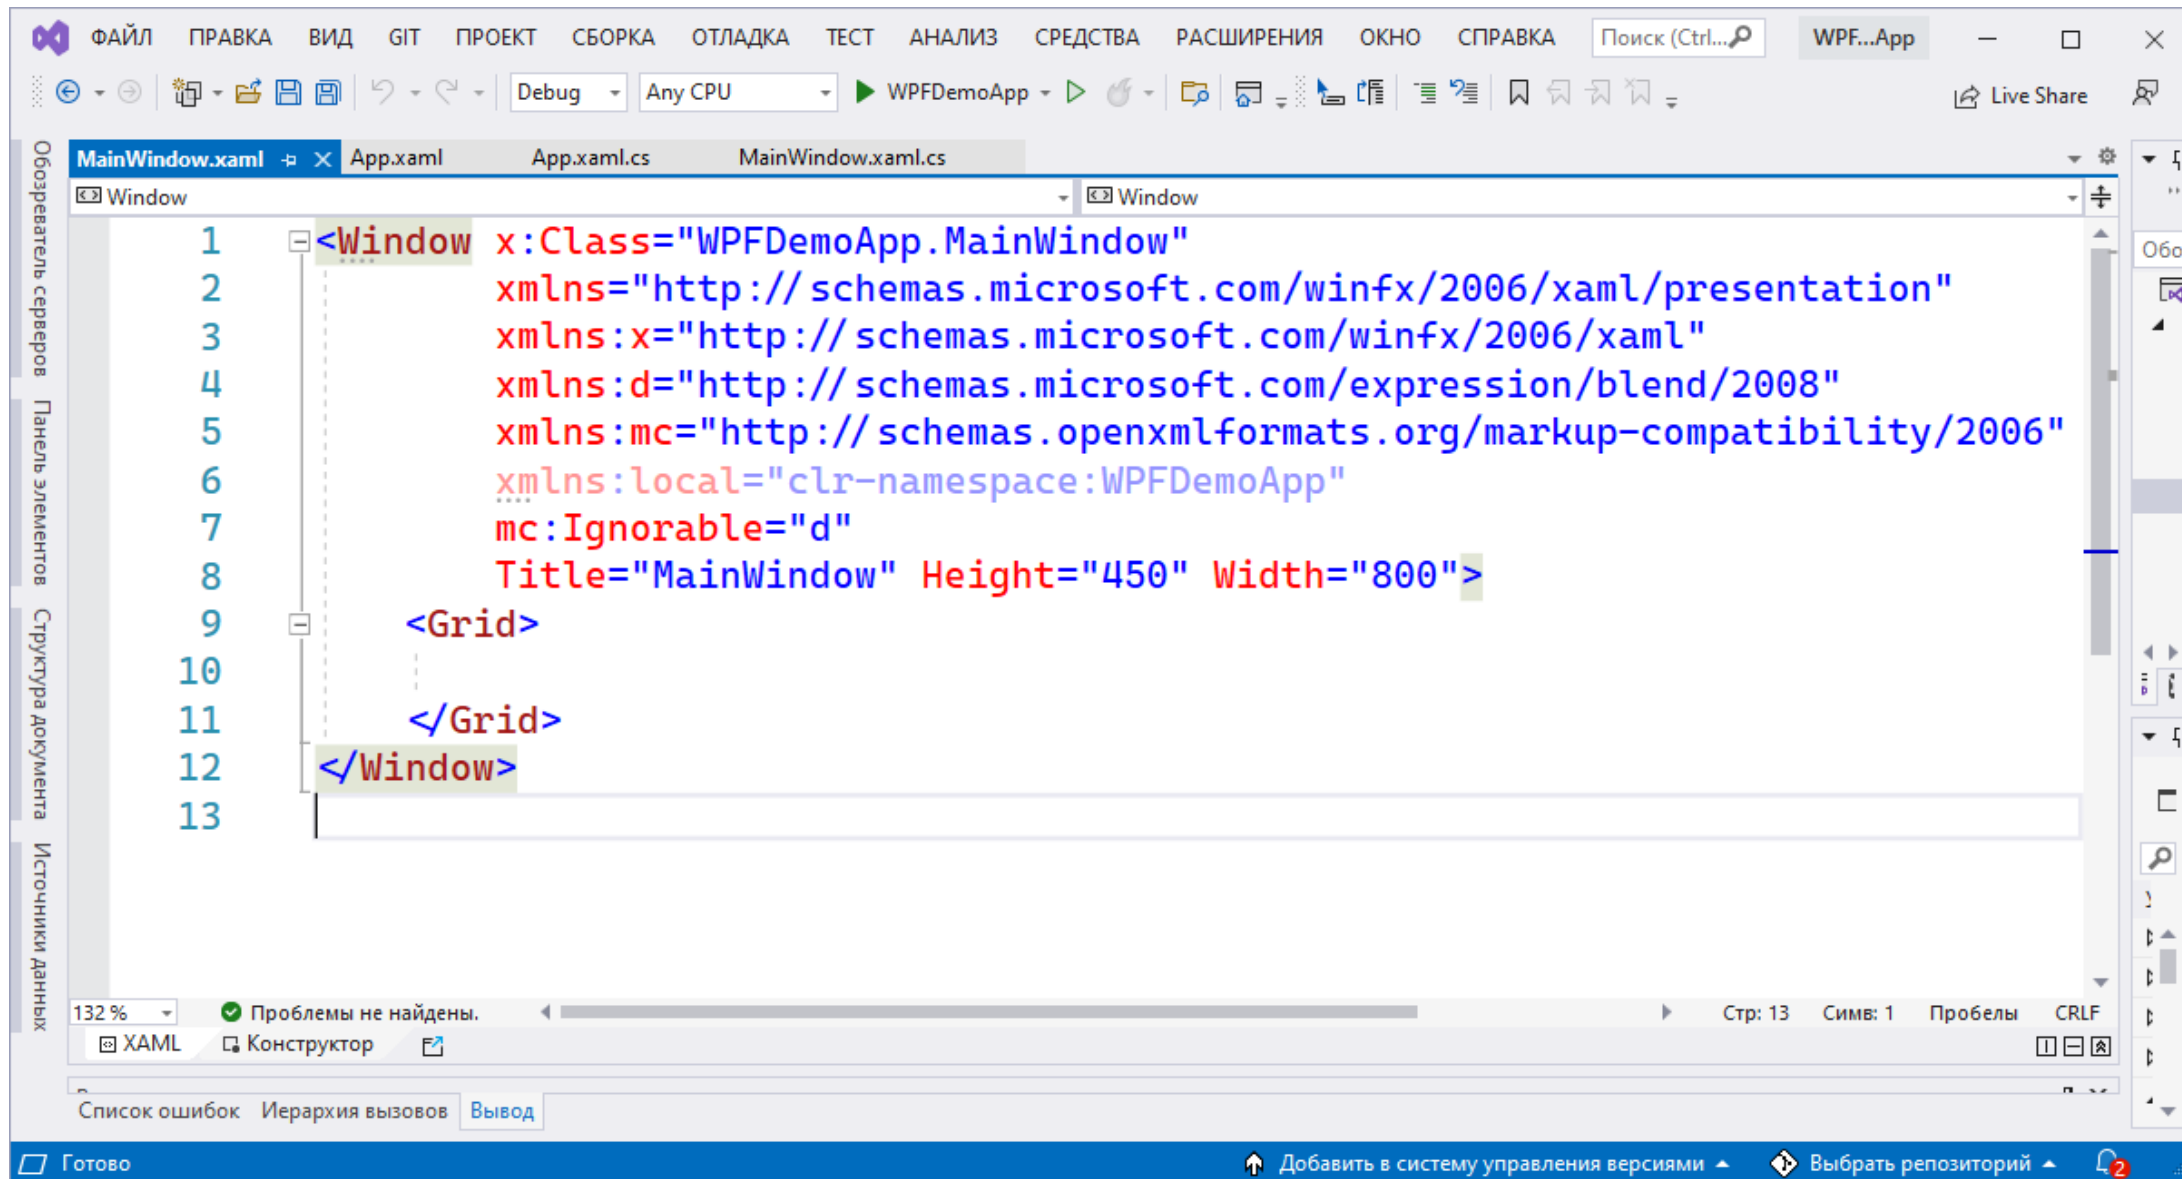 ФАЙЛ ПРАВКА ВИД GIT ПРОЕКТ СБОРКА ОТЛАДКА ТЕСТ АНАЛИЗ СРЕДСТВА РАСШИРЕНИЯ ОКНО СПРАВКА Поиск (Ctrl... WPF...App
Debug Any CPU WPFDemoApp Live Share
MainWindow.xaml App.xaml App.xaml.cs MainWindow.xaml.cs
Window Window
Обозреватель серверов
Панель элементов
Структура документа
Источники данных
1 <Window x:Class="WPFDemoApp.MainWindow"
2 xmlns="http://schemas.microsoft.com/winfx/2006/xaml/presentation"
3 xmlns:x="http://schemas.microsoft.com/winfx/2006/xaml"
4 xmlns:d="http://schemas.microsoft.com/expression/blend/2008"
5 xmlns:mc="http://schemas.openxmlformats.org/markup-compatibility/2006"
6 xmlns:local="clr-namespace:WPFDemoApp"
7 mc:Ignorable="d"
8 Title="MainWindow" Height="450" Width="800">
9 <Grid>
10
11 </Grid>
12 </Window>
13
Обо
132 % Проблемы не найдены. Стр: 13 Симв: 1 Пробелы CRLF
XAML Конструктор
Список ошибок Иерархия вызовов Вывод
Готово Добавить в систему управления версиями Выбрать репозиторий 2